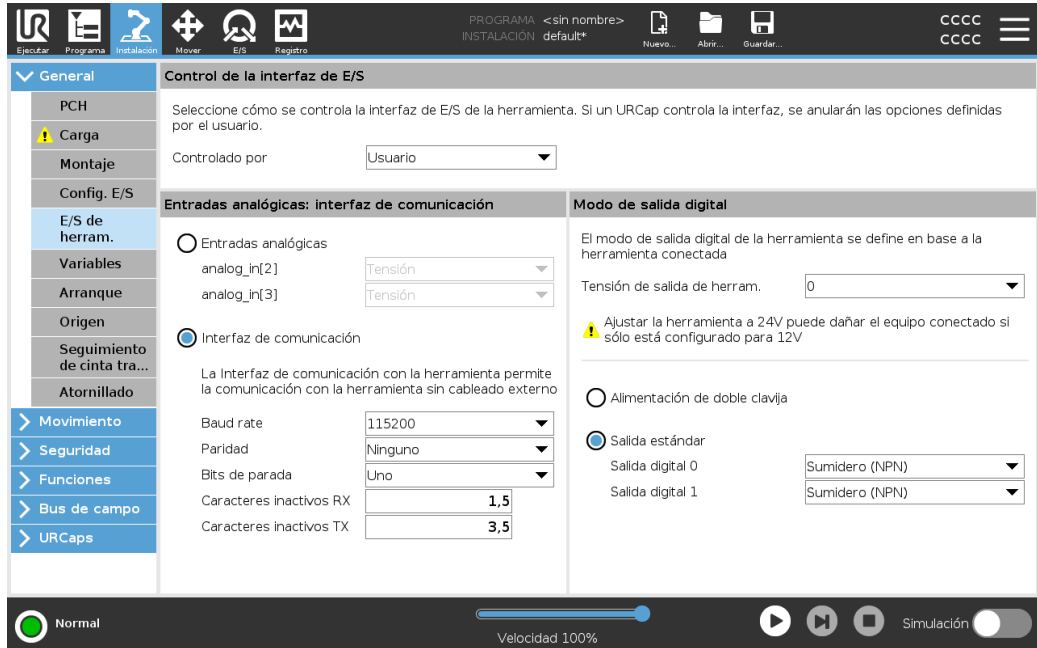 UR
Ejecutar
Programa
Instalación
Mover
E/S
Registro
PROGRAMA <sin nombre>
INSTALACIÓN default*
Nuevo...
Abrir...
Guardar...
CCCC
CCCC
General
PCH
Carga
Montaje
Config. E/S
E/S de
herram.
Variables
Arranque
Origen
Seguimiento
de cinta tra...
Atornillado
Movimiento
Seguridad
Funciones
Bus de campo
URCaps
Control de la interfaz de E/S
Seleccione cómo se controla la interfaz de E/S de la herramienta. Si un URCap controla la interfaz, se anularán las opciones definidas
por el usuario.
Controlado por Usuario
Entradas analógicas: interfaz de comunicación
Entradas analógicas
analog_in[2] Tensión
analog_in[3] Tensión
Interfaz de comunicación
La Interfaz de comunicación con la herramienta permite
la comunicación con la herramienta sin cableado externo
Baud rate 115200
Paridad Ninguno
Bits de parada Uno
Caracteres inactivos RX 1,5
Caracteres inactivos TX 3,5
Modo de salida digital
El modo de salida digital de la herramienta se define en base a la
herramienta conectada
Tensión de salida de herram. 0
Ajustar la herramienta a 24V puede dañar el equipo conectado si
sólo está configurado para 12V
Alimentación de doble clavija
Salida estándar
Salida digital 0 Sumidero (NPN)
Salida digital 1 Sumidero (NPN)
Normal
Velocidad 100%
Simulación